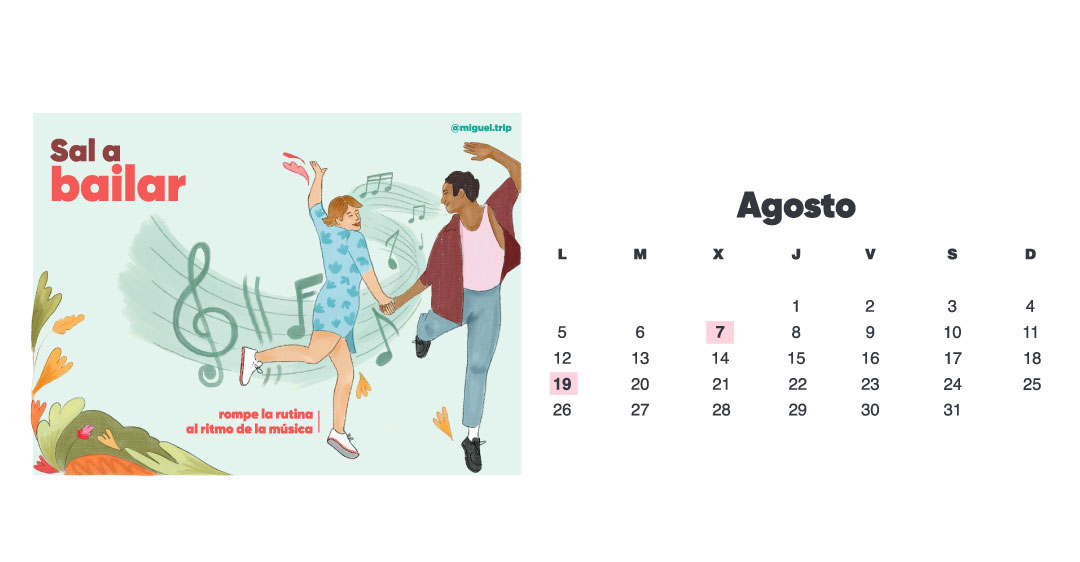 @miguel.trip
Sal a
bailar
rompe la rutina
al ritmo de la música
Agosto
L M X J V S D
1 2 3 4
5 6 7 8 9 10 11
12 13 14 15 16 17 18
19 20 21 22 23 24 25
26 27 28 29 30 31